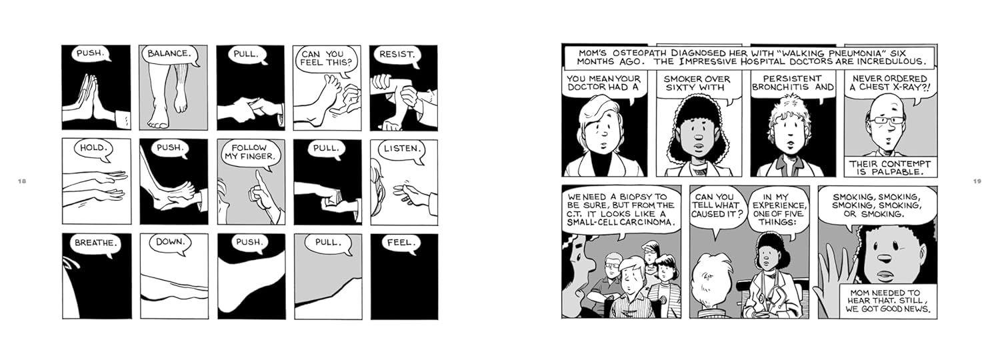 PUSH.
BALANCE.
PULL.
CAN YOU
FEEL THIS?
RESIST.
HOLD.
PUSH.
FOLLOW
MY FINGER.
PULL.
LISTEN.
BREATHE.
DOWN.
PUSH.
PULL.
FEEL.
18
MOM'S OSTEOPATH DIAGNOSED HER WITH "WALKING PNEUMONIA" SIX
MONTHS AGO. THE IMPRESSIVE HOSPITAL DOCTORS ARE INCREDULOUS.
YOU MEAN YOUR
DOCTOR HAD A
SMOKER OVER
SIXTY WITH
PERSISTENT
BRONCHITIS AND
NEVER ORDERED
A CHEST X-RAY?!
THEIR CONTEMPT
IS PALPABLE.
WE NEED A BIOPSY TO
BE SURE, BUT FROM THE
C.T. IT LOOKS LIKE A
SMALL-CELL CARCINOMA.
CAN YOU
TELL WHAT
CAUSED IT?
IN MY
EXPERIENCE,
ONE OF FIVE
THINGS:
SMOKING, SMOKING,
SMOKING, SMOKING,
OR SMOKING.
MOM NEEDED TO
HEAR THAT. STILL,
WE GOT GOOD NEWS.
19